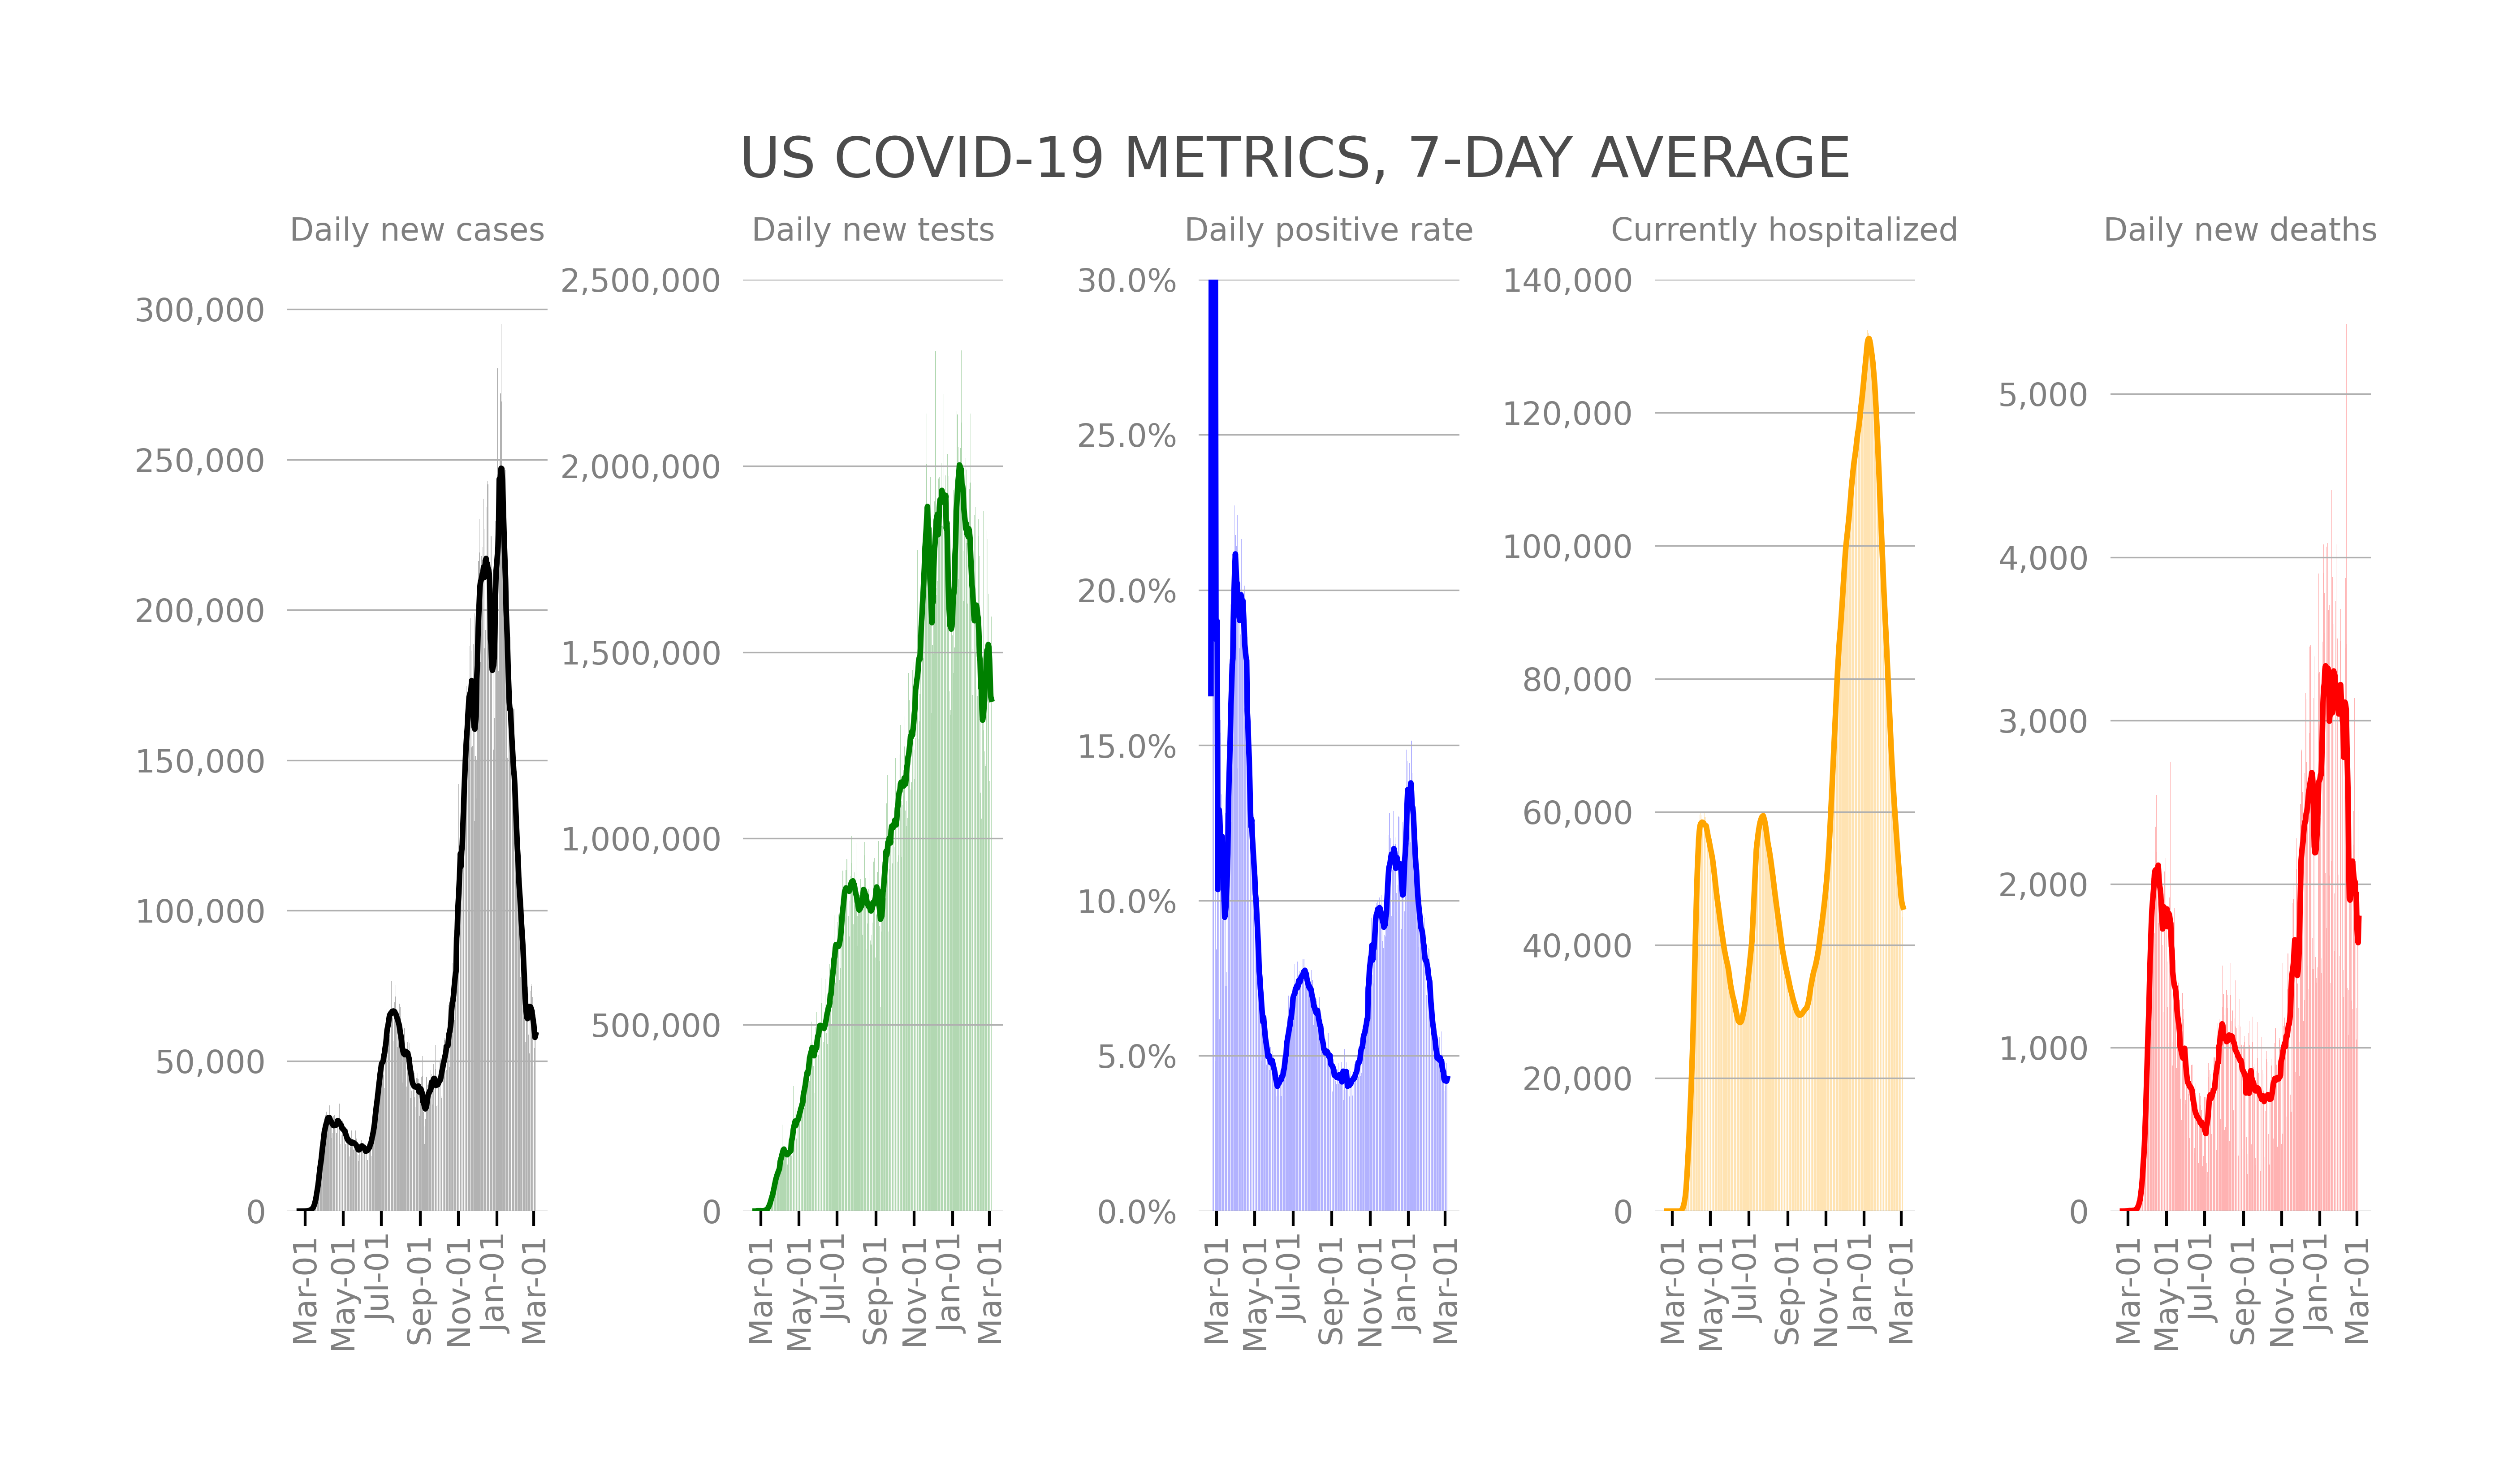 US COVID-19 METRICS, 7-DAY AVERAGE
Daily new cases
300,000
250,000
200,000
150,000
100,000
50,000
0
Mar-01
May-01
Jul-01
Sep-01
Nov-01
Jan-01
Mar-01
Daily new tests
2,500,000
2,000,000
1,500,000
1,000,000
500,000
0
Mar-01
May-01
Jul-01
Sep-01
Nov-01
Jan-01
Mar-01
Daily positive rate
30.0%
25.0%
20.0%
15.0%
10.0%
5.0%
0.0%
Mar-01
May-01
Jul-01
Sep-01
Nov-01
Jan-01
Mar-01
Currently hospitalized
140,000
120,000
100,000
80,000
60,000
40,000
20,000
0
Mar-01
May-01
Jul-01
Sep-01
Nov-01
Jan-01
Mar-01
Daily new deaths
5,000
4,000
3,000
2,000
1,000
0
Mar-01
May-01
Jul-01
Sep-01
Nov-01
Jan-01
Mar-01